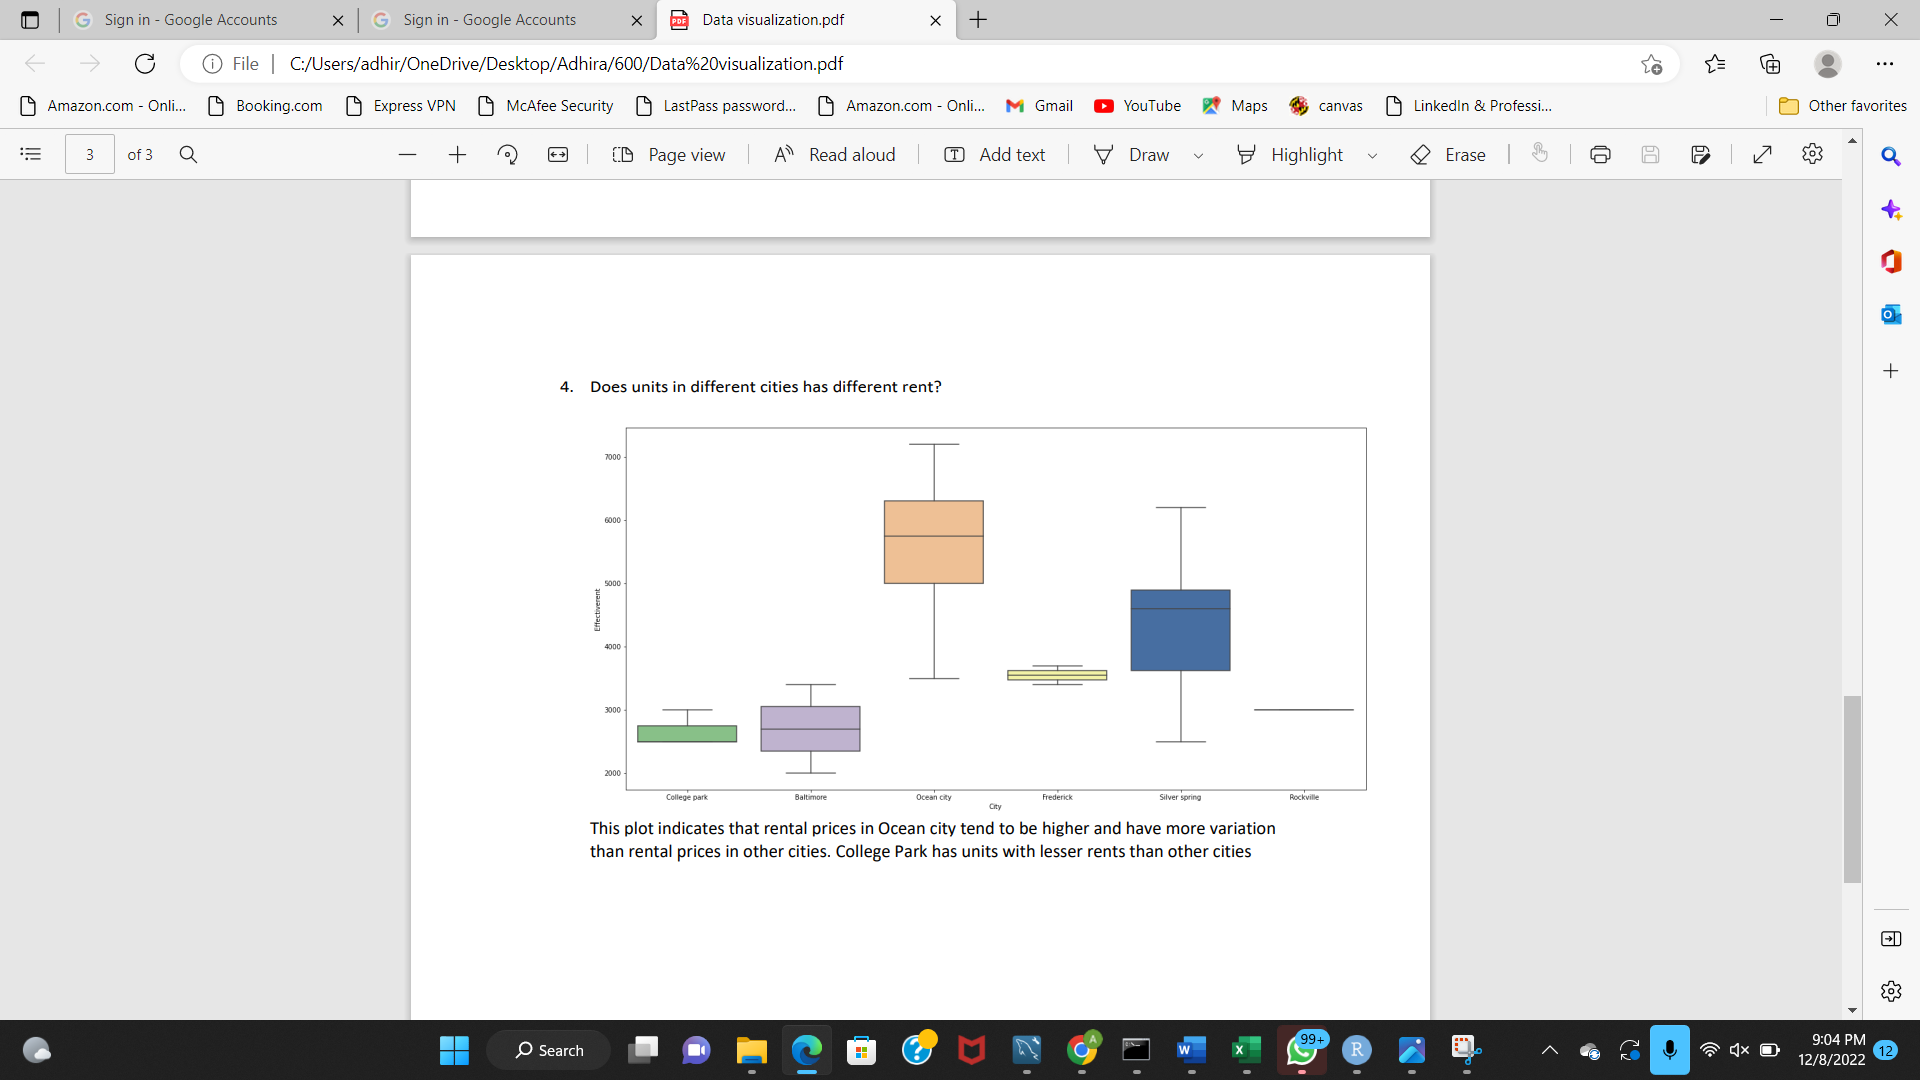 Sign in - Google Accounts
Sign in - Google Accounts
PDF
Data visualization.pdf
File
C:/Users/adhir/OneDrive/Desktop/Adhira/600/Data%20visualization.pdf
Amazon.com - Onli...
Booking.com
Express VPN
McAfee Security
LastPass password...
Amazon.com - Onli...
Gmail
YouTube
Maps
canvas
LinkedIn & Professi...
Other favorites
3
of 3
Page view
Read aloud
Add text
Draw
Highlight
Erase
4. Does units in different cities has different rent?
7000
6000
5000
4000
3000
2000
Effectiverent
College park
Baltimore
Ocean city
Frederick
Silver spring
Rockville
City
This plot indicates that rental prices in Ocean city tend to be higher and have more variation
than rental prices in other cities. College Park has units with lesser rents than other cities
Search
A
99+
R
9:04 PM
12/8/2022
12